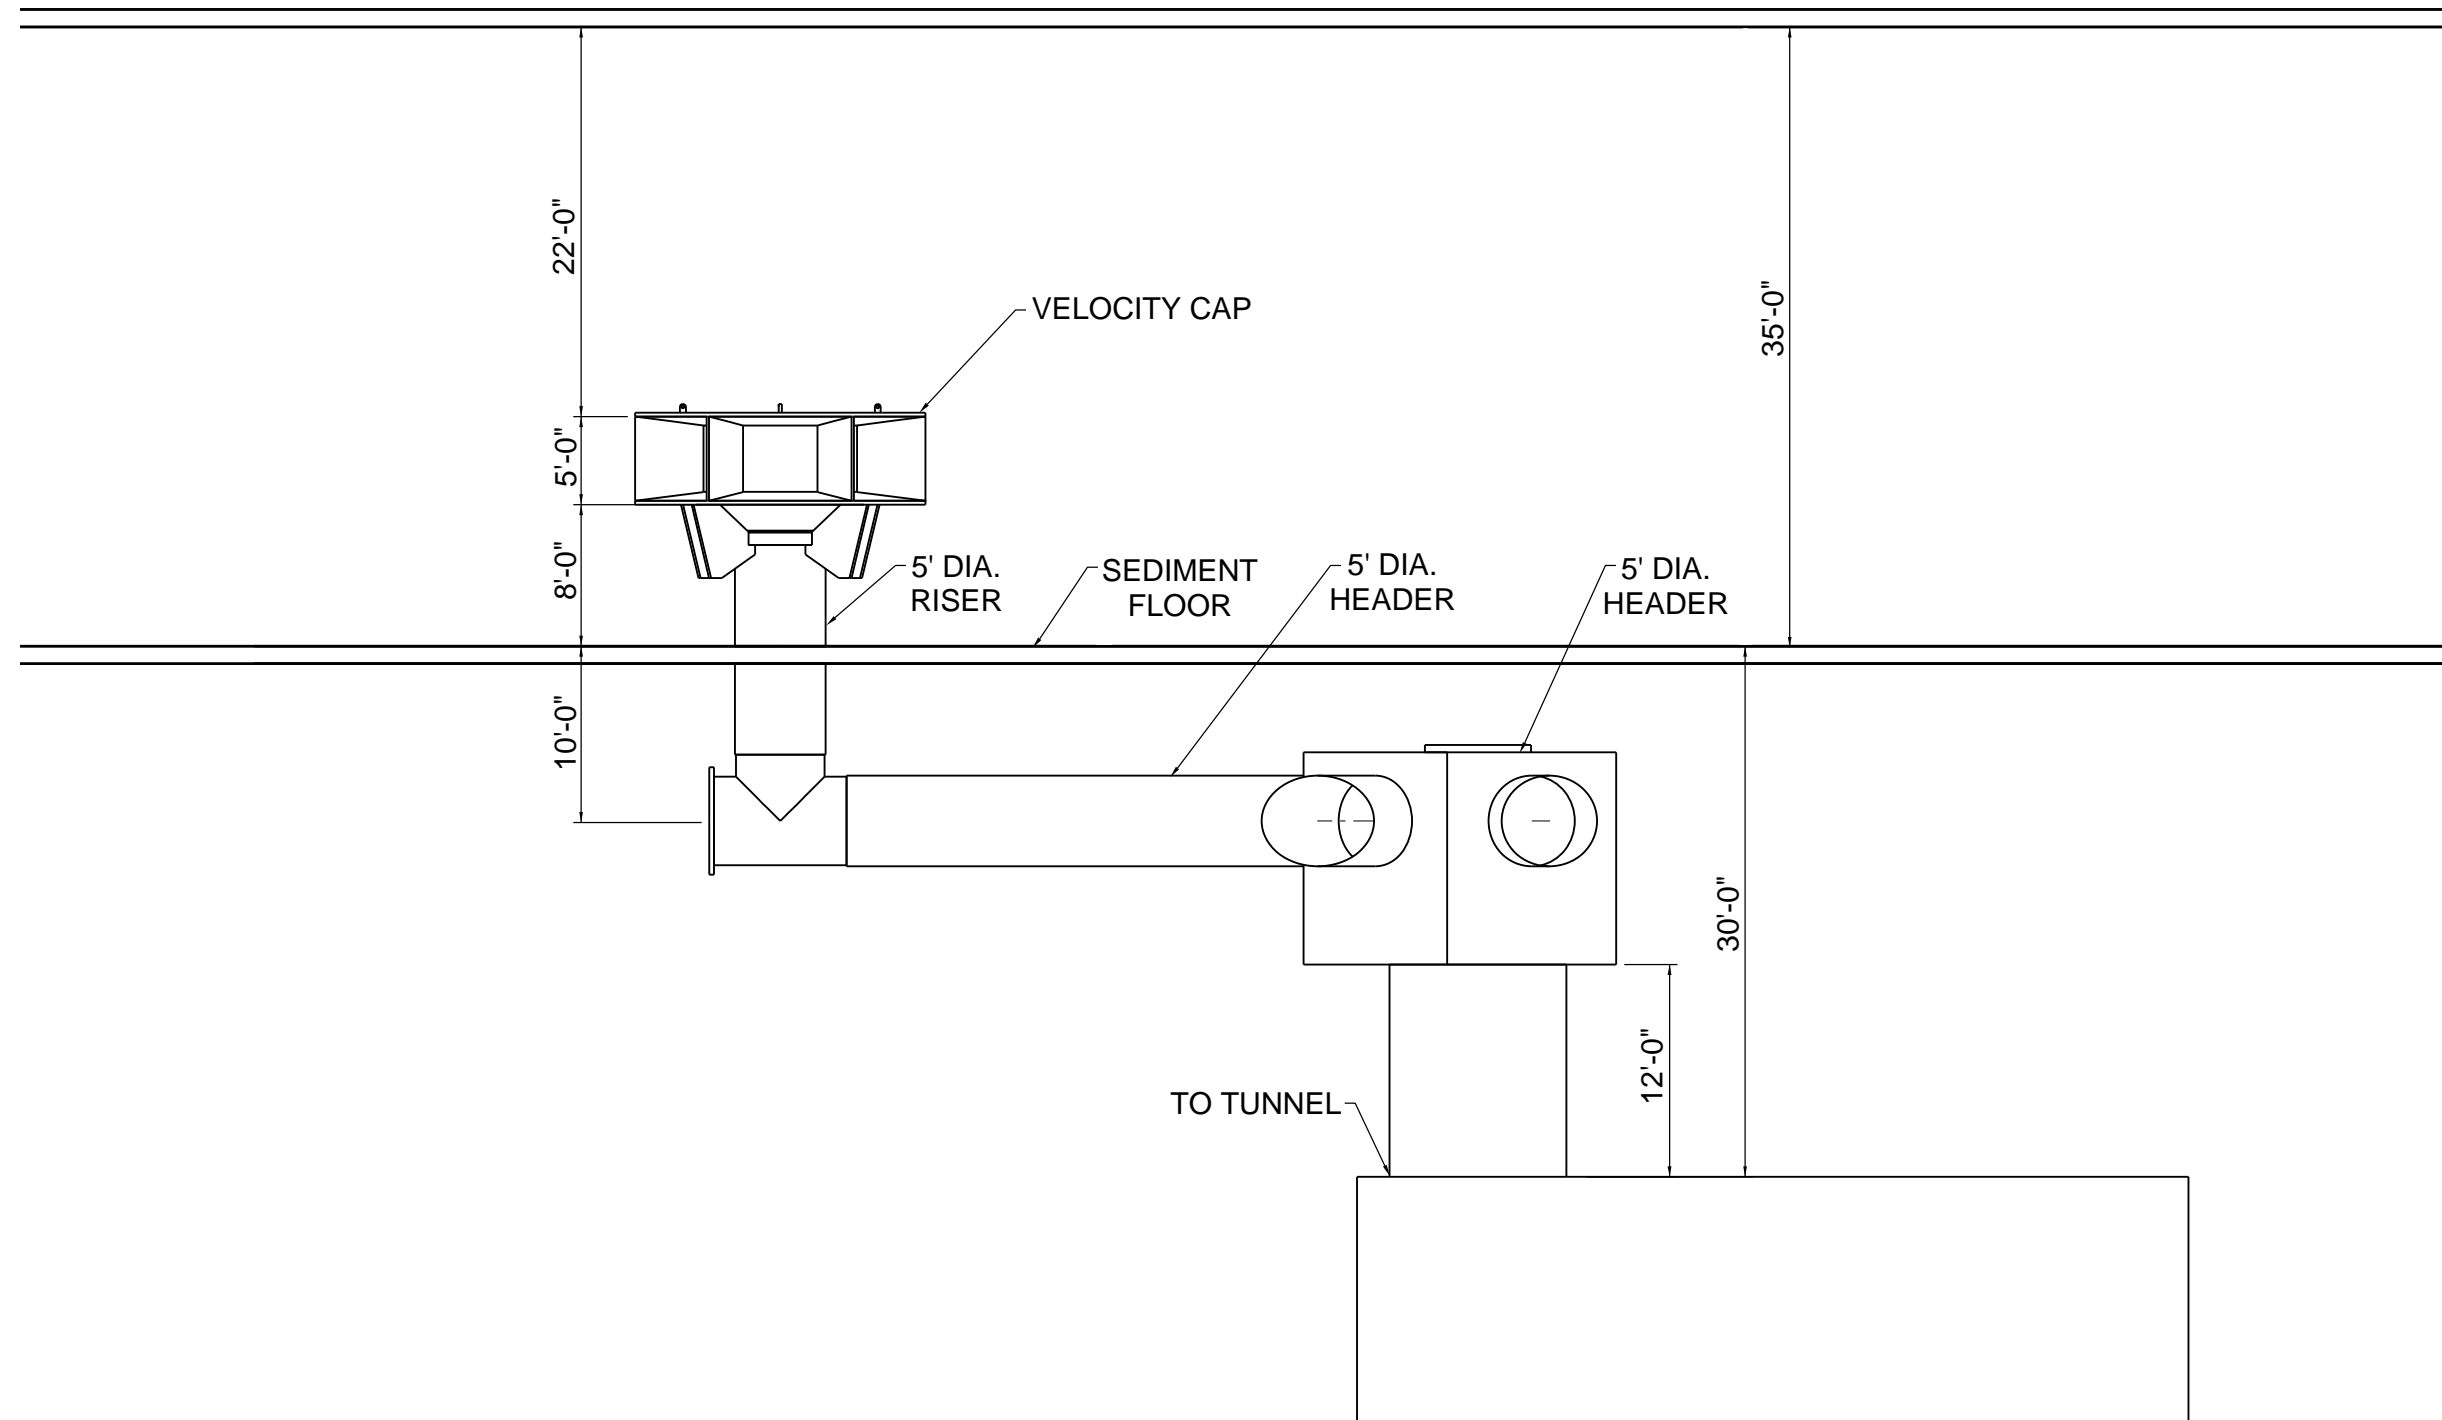 22'-0"
35'-0"
VELOCITY CAP
5'-0"
8'-0"
5' DIA.
RISER
SEDIMENT
FLOOR
5' DIA.
HEADER
5' DIA.
HEADER
10'-0"
30'-0"
12'-0"
TO TUNNEL